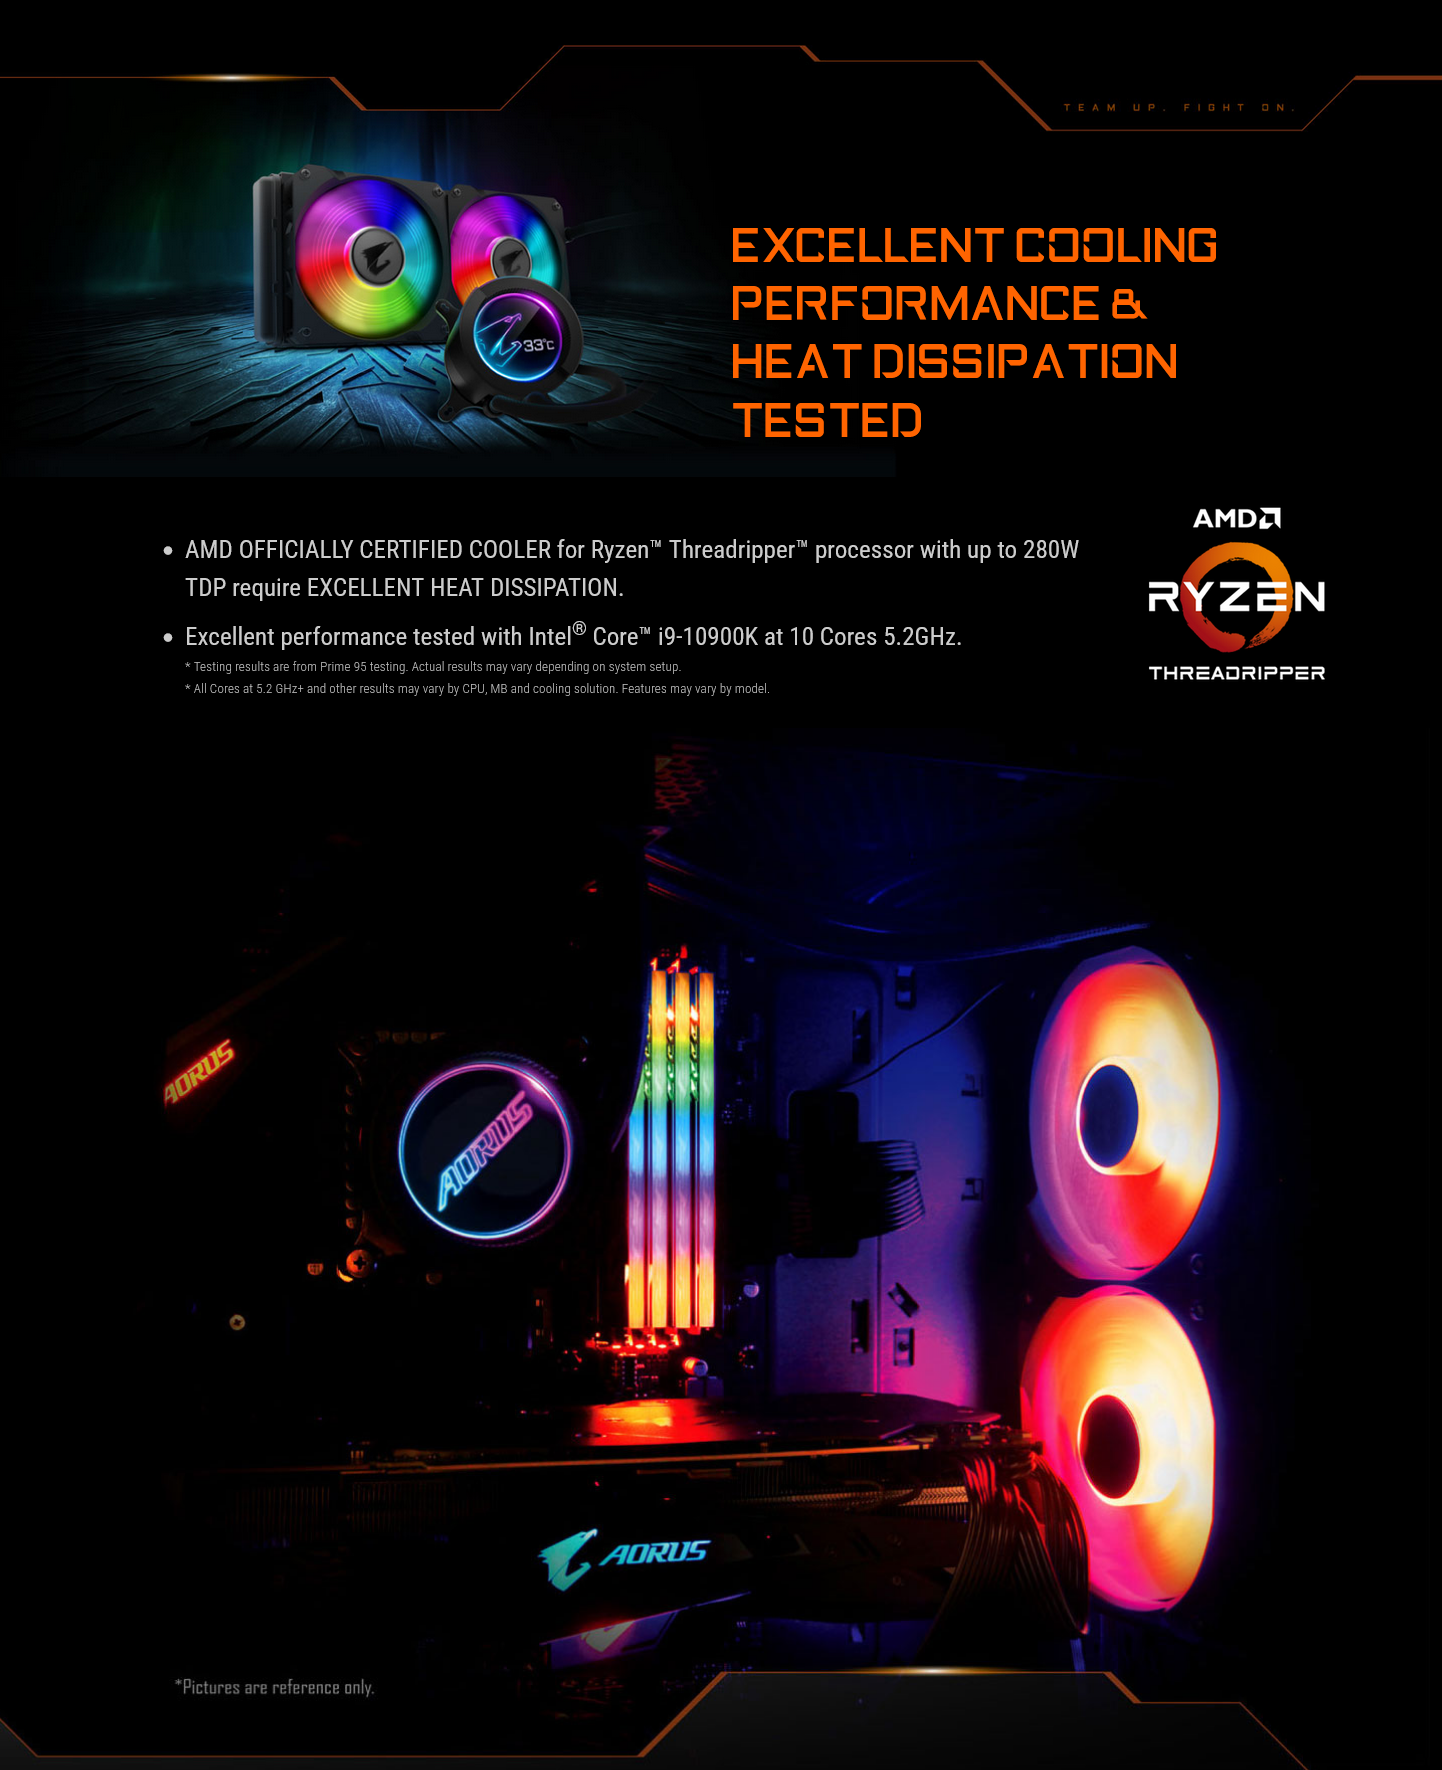 TEAM UP. FIGHT ON.
EXCELLENT COOLING
PERFORMANCE &
HEAT DISSIPATION
TESTED
33°C
AMD
RYZEN
THREADRIPPER
• AMD OFFICIALLY CERTIFIED COOLER for Ryzen™ Threadripper™ processor with up to 280W
TDP require EXCELLENT HEAT DISSIPATION.
• Excellent performance tested with Intel® Core™ i9-10900K at 10 Cores 5.2GHz.
* Testing results are from Prime 95 testing. Actual results may vary depending on system setup.
* All Cores at 5.2 GHz+ and other results may vary by CPU, MB and cooling solution. Features may vary by model.
AORUS
AORUS
AORUS
*Pictures are reference only.